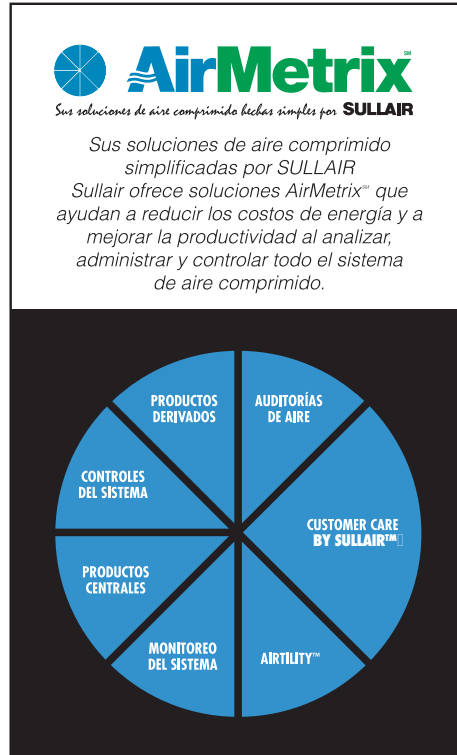 AirMetrix℠
Sus soluciones de aire comprimido hechas simples por SULLAIR
Sus soluciones de aire comprimido
simplificadas por SULLAIR
Sullair ofrece soluciones AirMetrix℠ que
ayudan a reducir los costos de energía y a
mejorar la productividad al analizar,
administrar y controlar todo el sistema
de aire comprimido.
PRODUCTOS
DERIVADOS
AUDITORÍAS
DE AIRE
CONTROLES
DEL SISTEMA
CUSTOMER CARE
BY SULLAIR™
PRODUCTOS
CENTRALES
MONITOREO
DEL SISTEMA
AIRTILITY™